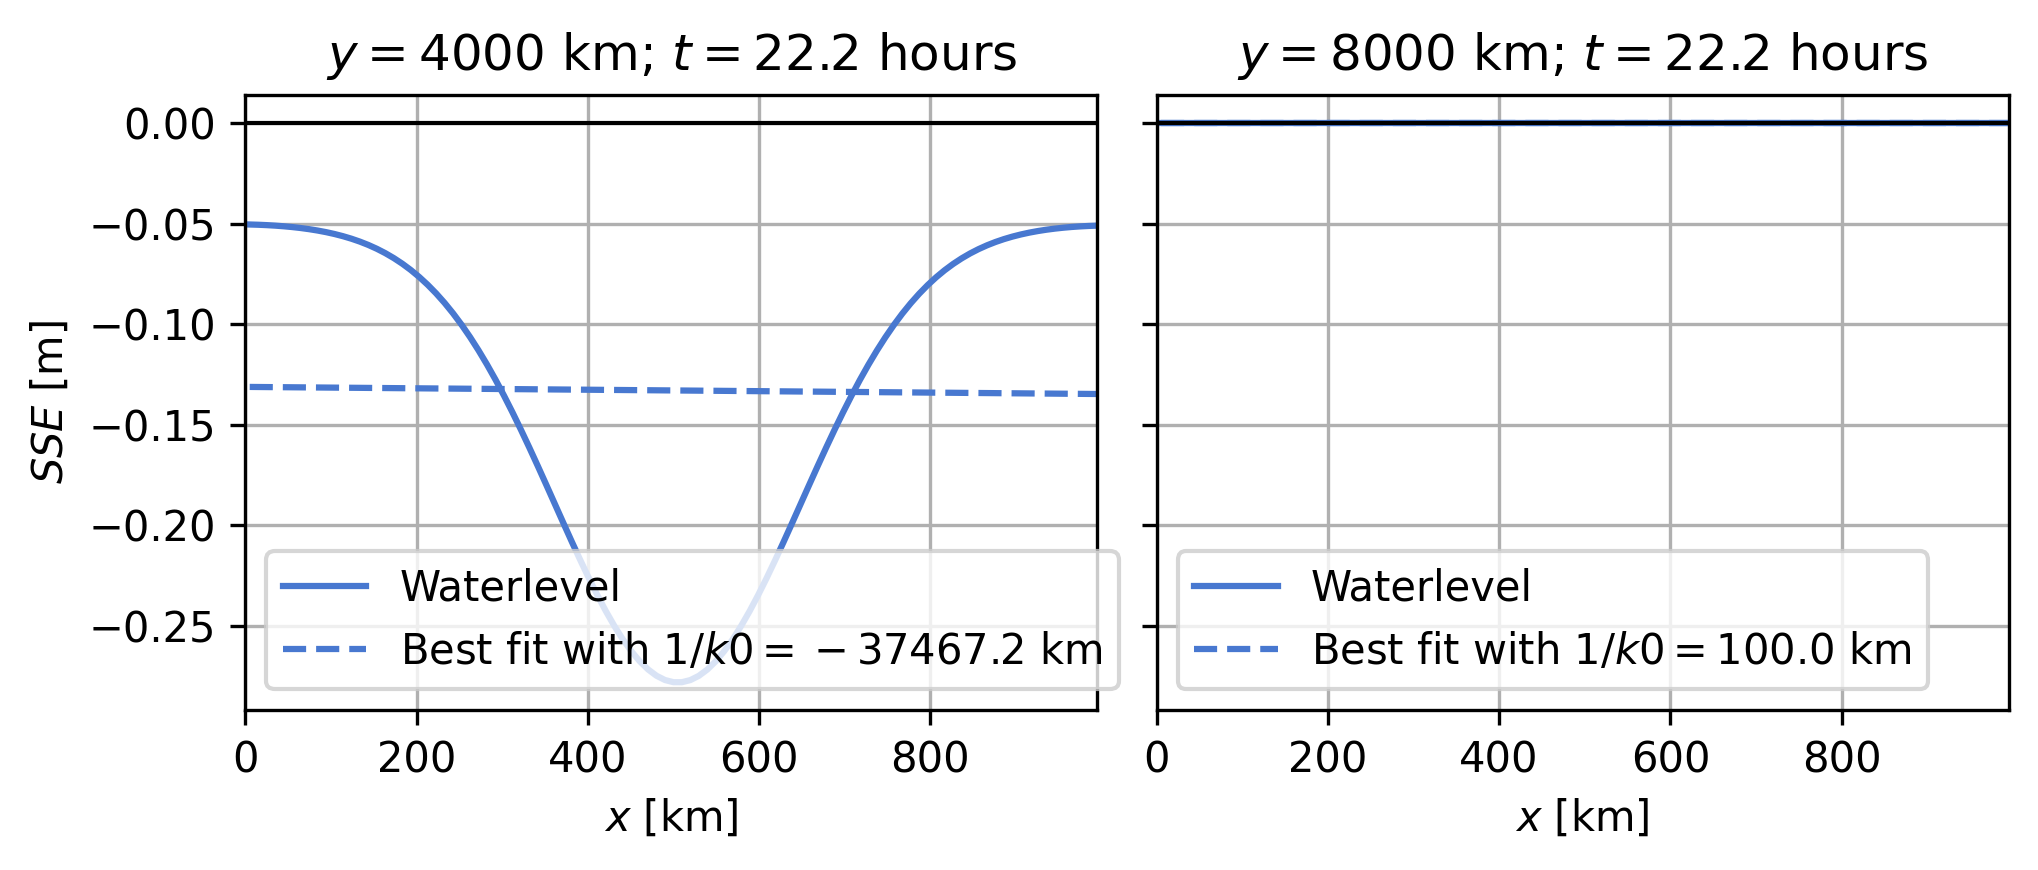 y = 4000 km; t = 22.2 hours
y = 8000 km; t = 22.2 hours
SSE [m]
0.00
−0.05
−0.10
−0.15
−0.20
−0.25
Waterlevel
Best fit with 1/k0 = − 37467.2 km
0 200 400 600 800
x [km]
Waterlevel
Best fit with 1/k0 = 100.0 km
0 200 400 600 800
x [km]